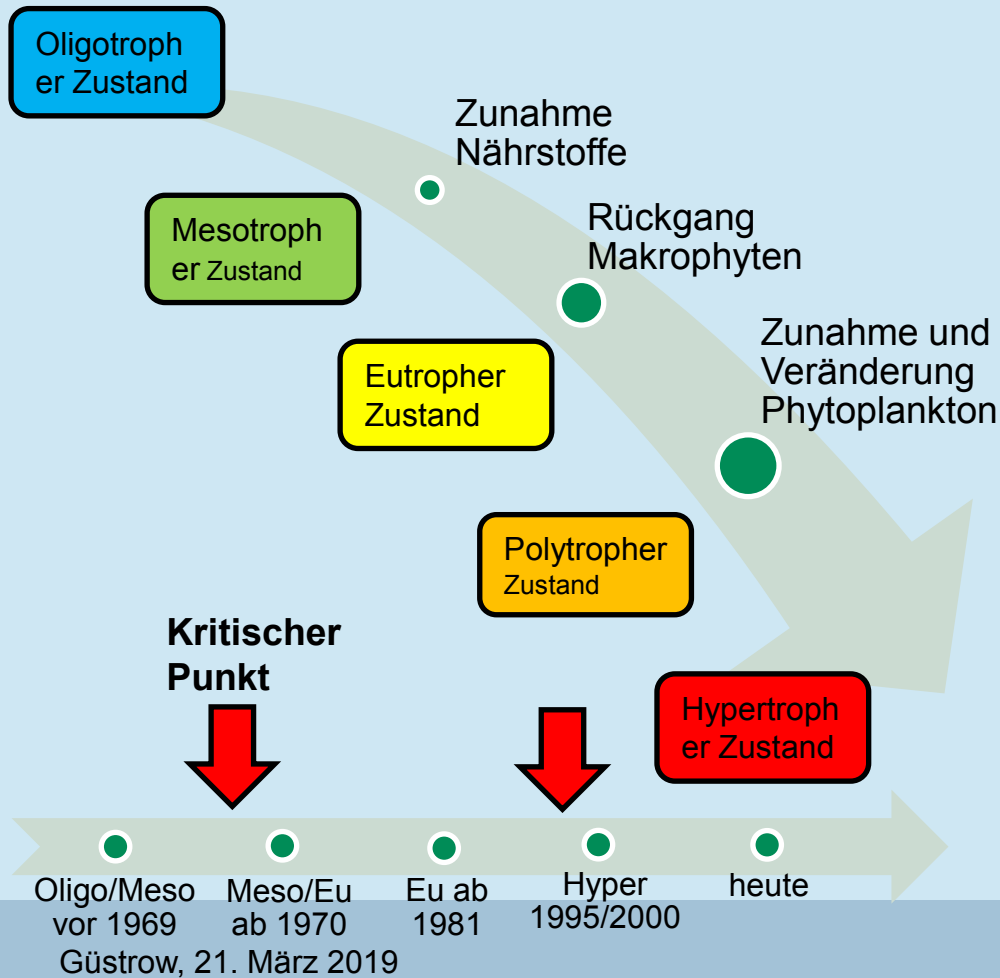 Oligotroph
er Zustand
Zunahme
Nährstoffe
Mesotroph
er Zustand
Rückgang
Makrophyten
Eutropher
Zustand
Zunahme und
Veränderung
Phytoplankton
Polytropher
Zustand
Kritischer
Punkt
Hypertroph
er Zustand
Oligo/Meso
vor 1969
Meso/Eu
ab 1970
Eu ab
1981
Hyper
1995/2000
heute
Güstrow, 21. März 2019